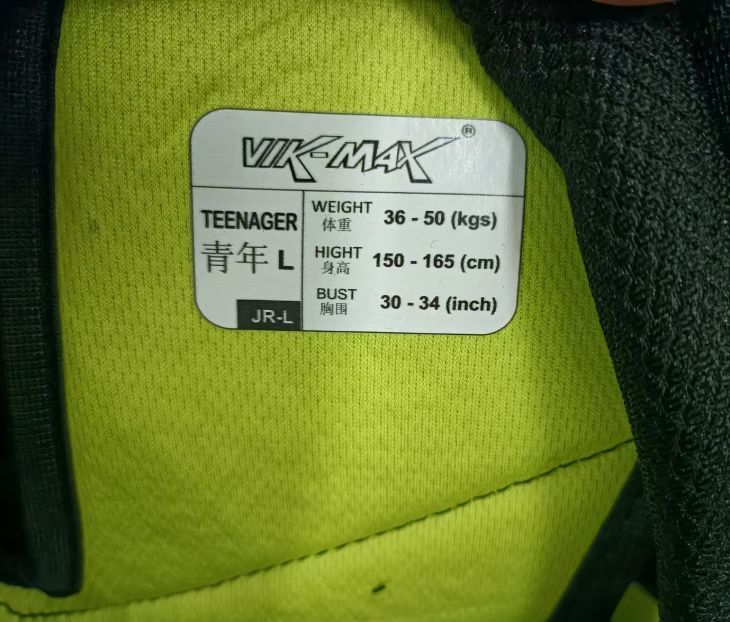 VIK-MAX ®
TEENAGER
青年 L
JR-L
WEIGHT 36 - 50 (kgs)
体重
HIGHT 150 - 165 (cm)
身高
BUST 30 - 34 (inch)
胸围